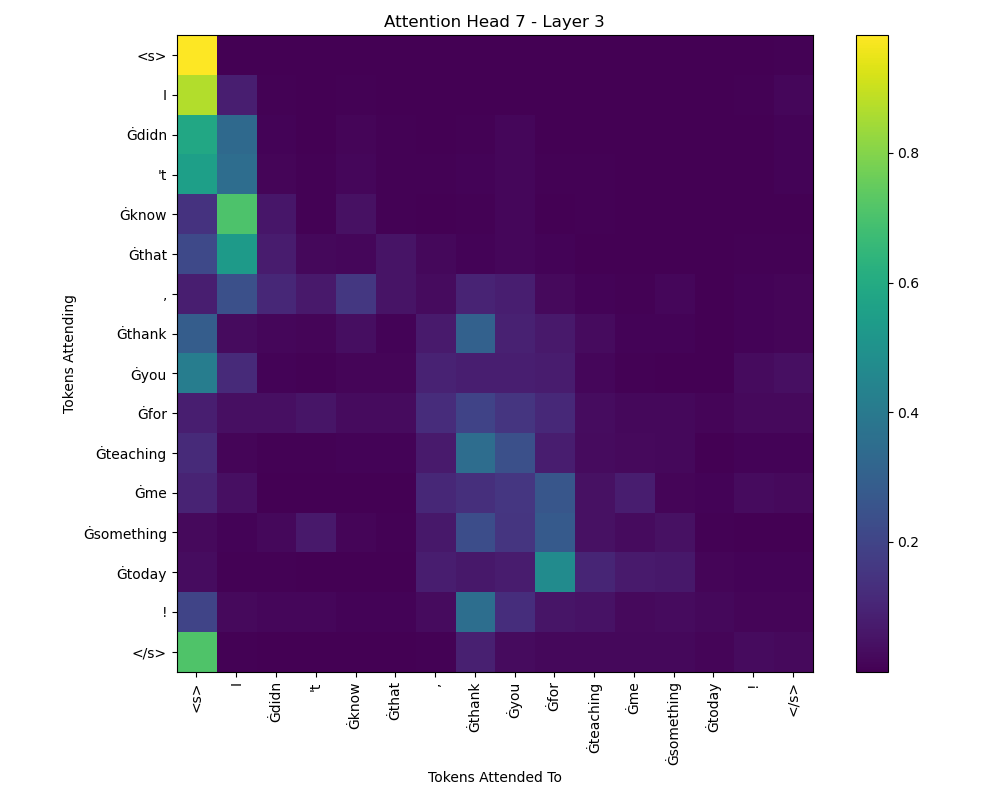 Attention Head 7 - Layer 3
<s>
I
Ġdidn
't
Ġknow
Ġthat
,
Ġthank
Ġyou
Ġfor
Ġteaching
Ġme
Ġsomething
Ġtoday
!
</s>
Tokens Attending
<s>
I
Ġdidn
't
Ġknow
Ġthat
,
Ġthank
Ġyou
Ġfor
Ġteaching
Ġme
Ġsomething
Ġtoday
!
</s>
Tokens Attended To
0.8
0.6
0.4
0.2